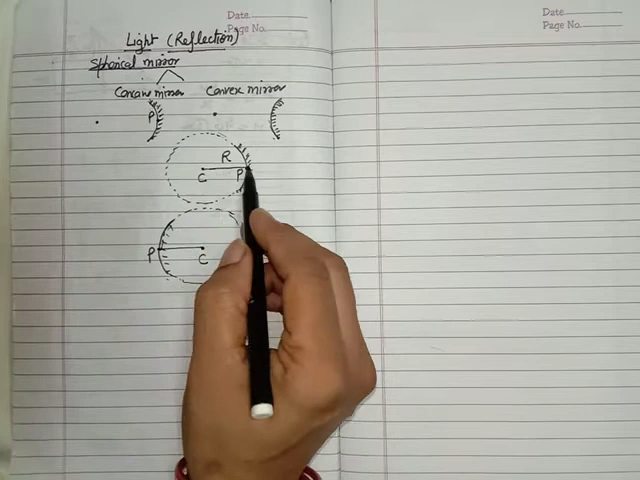 Date
Page No.
Date
Page No.
Light (Reflection)
Spherical mirror
Concave mirror Convex mirror
P
R
C P
P C